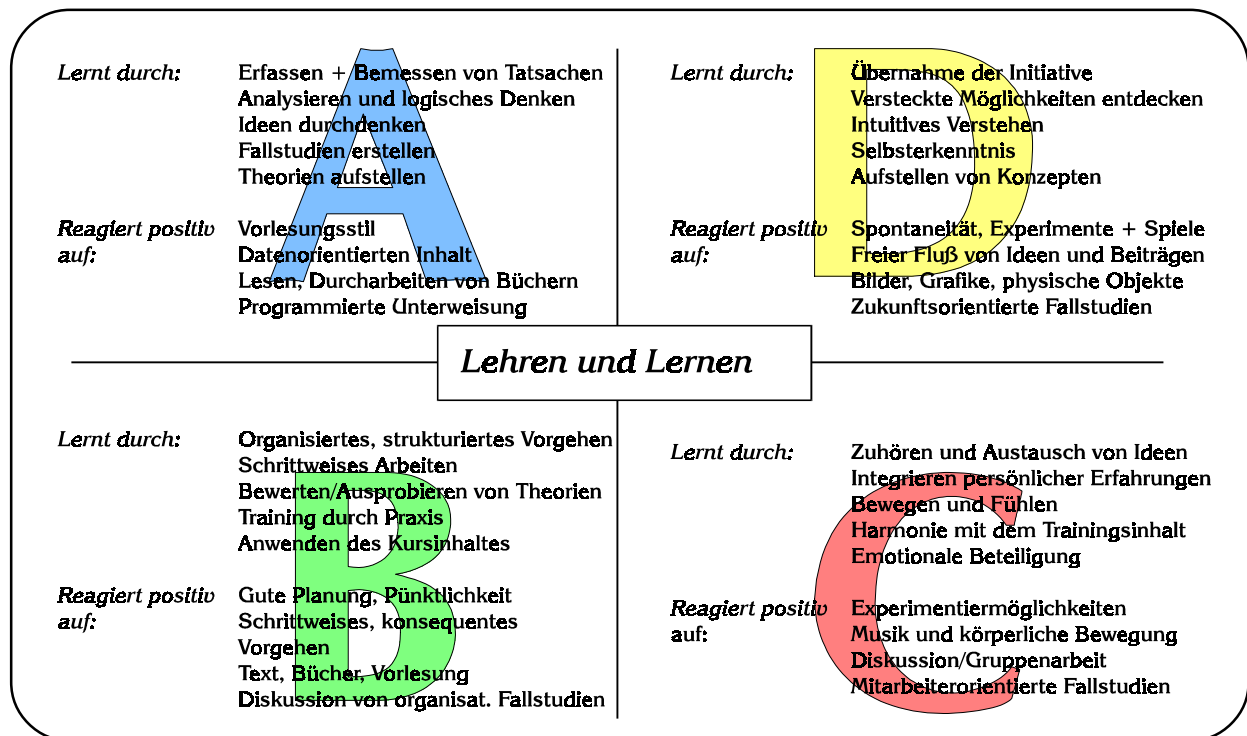 A
Lernt durch: Erfassen + Bemessen von Tatsachen
Analysieren und logisches Denken
Ideen durchdenken
Fallstudien erstellen
Theorien aufstellen
Reagiert positiv Vorlesungsstil
auf: Datenorientierten Inhalt
Lesen, Durcharbeiten von Büchern
Programmierte Unterweisung
D
Lernt durch: Übernahme der Initiative
Versteckte Möglichkeiten entdecken
Intuitives Verstehen
Selbsterkenntnis
Aufstellen von Konzepten
Reagiert positiv Spontaneität, Experimente + Spiele
auf: Freier Fluß von Ideen und Beiträgen
Bilder, Grafike, physische Objekte
Zukunftsorientierte Fallstudien
Lehren und Lernen
B
Lernt durch: Organisiertes, strukturiertes Vorgehen
Schrittweises Arbeiten
Bewerten/Ausprobieren von Theorien
Training durch Praxis
Anwenden des Kursinhaltes
Reagiert positiv Gute Planung, Pünktlichkeit
auf: Schrittweises, konsequentes
Vorgehen
Text, Bücher, Vorlesung
Diskussion von organisat. Fallstudien
C
Lernt durch: Zuhören und Austausch von Ideen
Integrieren persönlicher Erfahrungen
Bewegen und Fühlen
Harmonie mit dem Trainingsinhalt
Emotionale Beteiligung
Reagiert positiv Experimentiermöglichkeiten
auf: Musik und körperliche Bewegung
Diskussion/Gruppenarbeit
Mitarbeiterorientierte Fallstudien